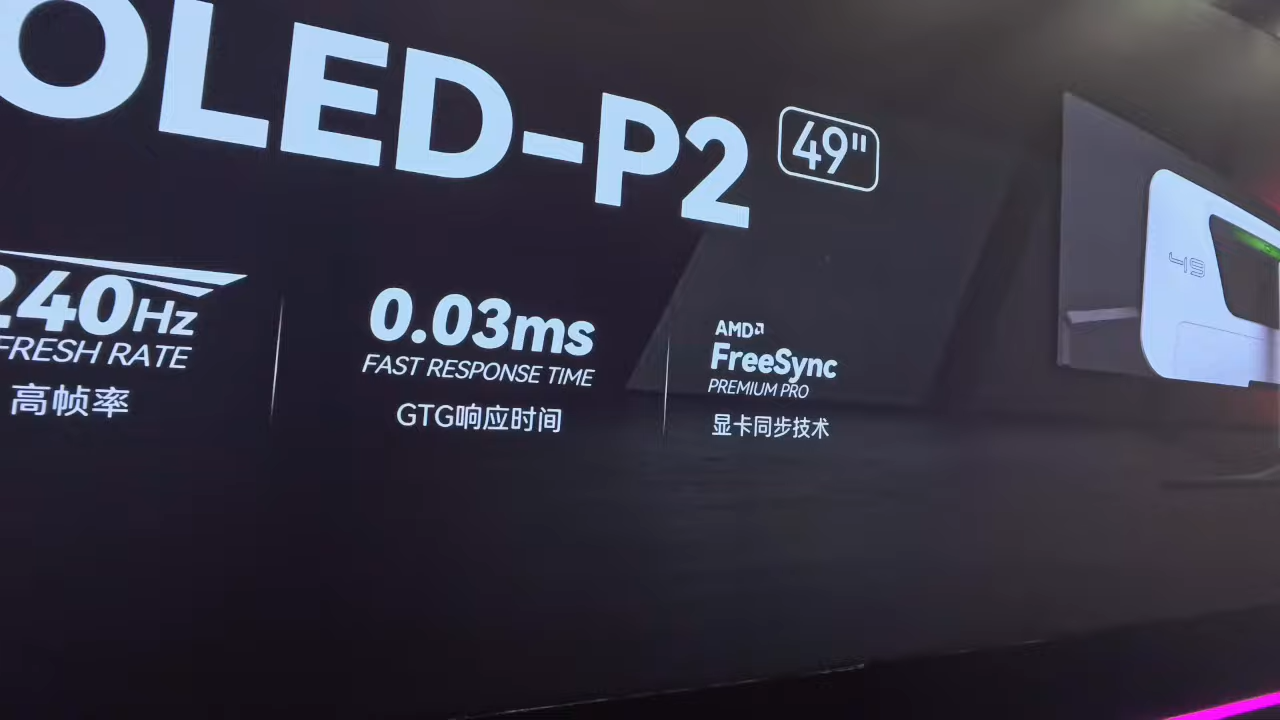 OLED-P2
49"
240Hz
FRESH RATE
高帧率
0.03ms
FAST RESPONSE TIME
GTG响应时间
AMD
FreeSync
PREMIUM PRO
显卡同步技术
49